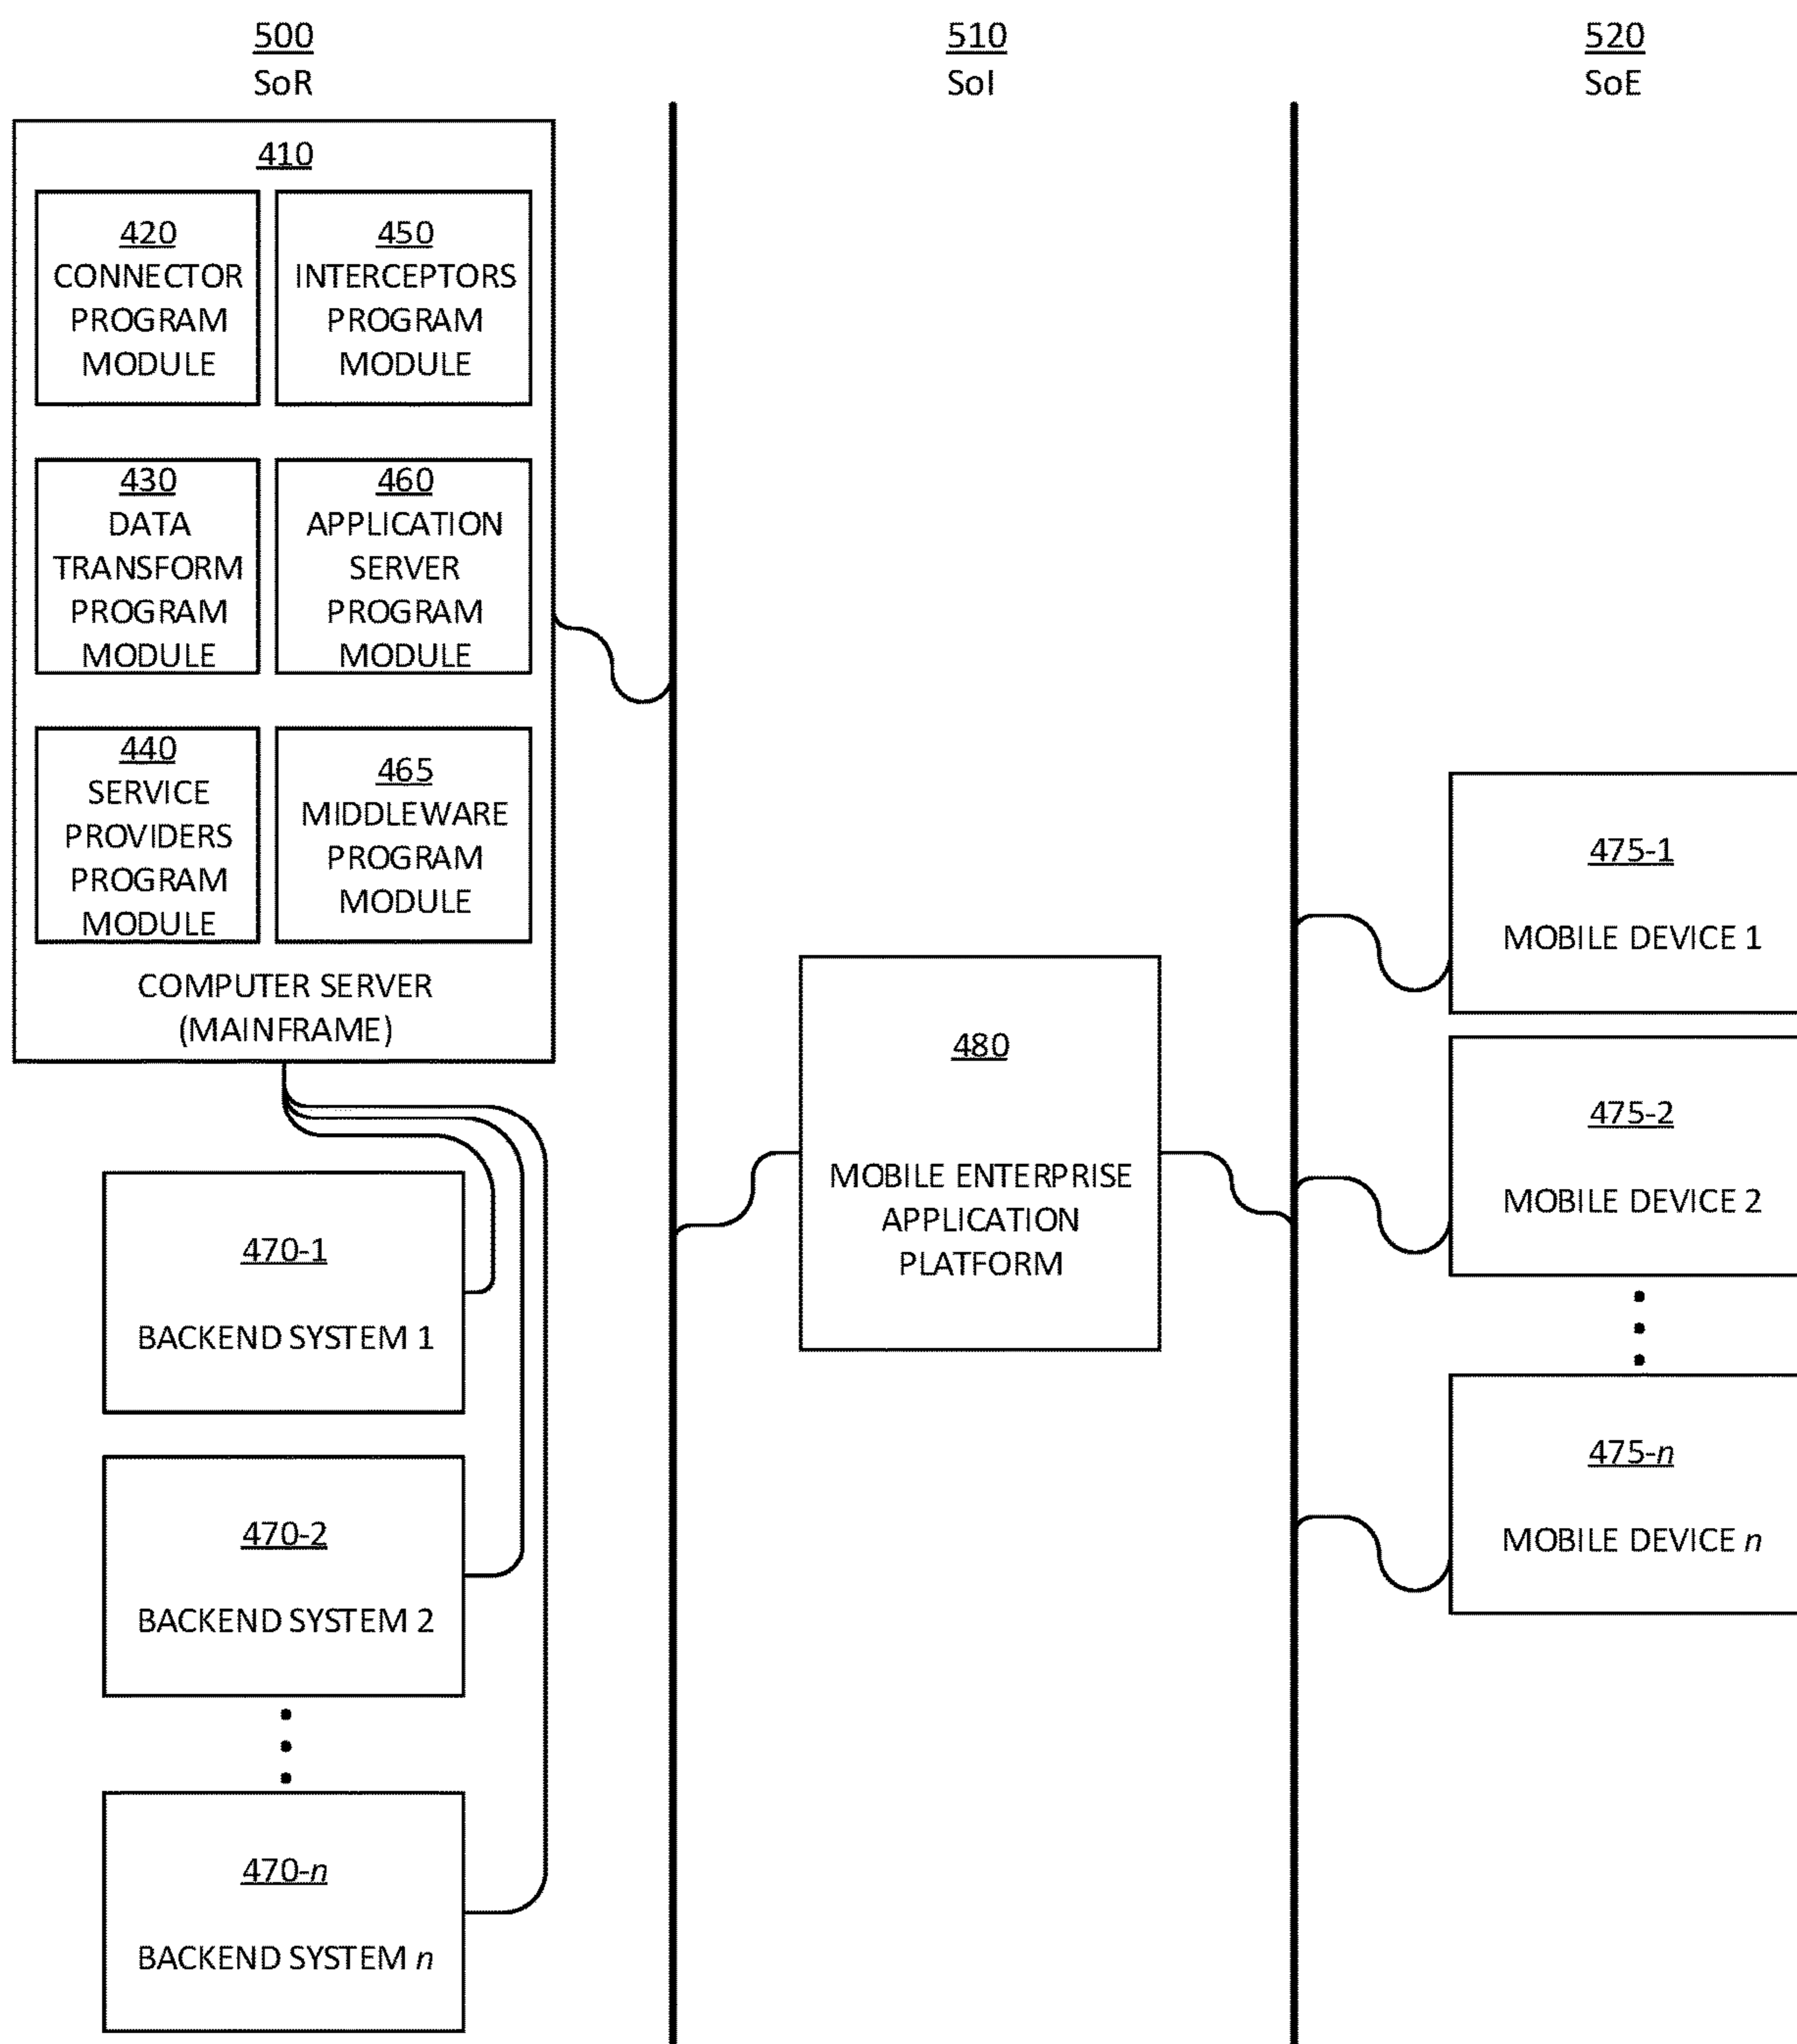 500
SoR
510
SoI
520
SoE
410
420
CONNECTOR
PROGRAM
MODULE
450
INTERCEPTORS
PROGRAM
MODULE
430
DATA
TRANSFORM
PROGRAM
MODULE
460
APPLICATION
SERVER
PROGRAM
MODULE
440
SERVICE
PROVIDERS
PROGRAM
MODULE
465
MIDDLEWARE
PROGRAM
MODULE
COMPUTER SERVER
(MAINFRAME)
470-1
BACKEND SYSTEM 1
470-2
BACKEND SYSTEM 2
470-n
BACKEND SYSTEM n
480
MOBILE ENTERPRISE
APPLICATION
PLATFORM
475-1
MOBILE DEVICE 1
475-2
MOBILE DEVICE 2
475-n
MOBILE DEVICE n